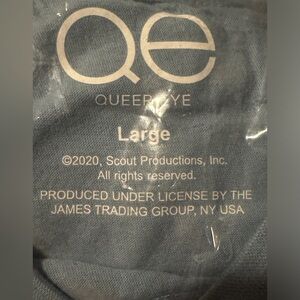 Qe
QUEER EYE
Large
©2020, Scout Productions, Inc.
All rights reserved.
PRODUCED UNDER LICENSE BY THE
JAMES TRADING GROUP, NY USA